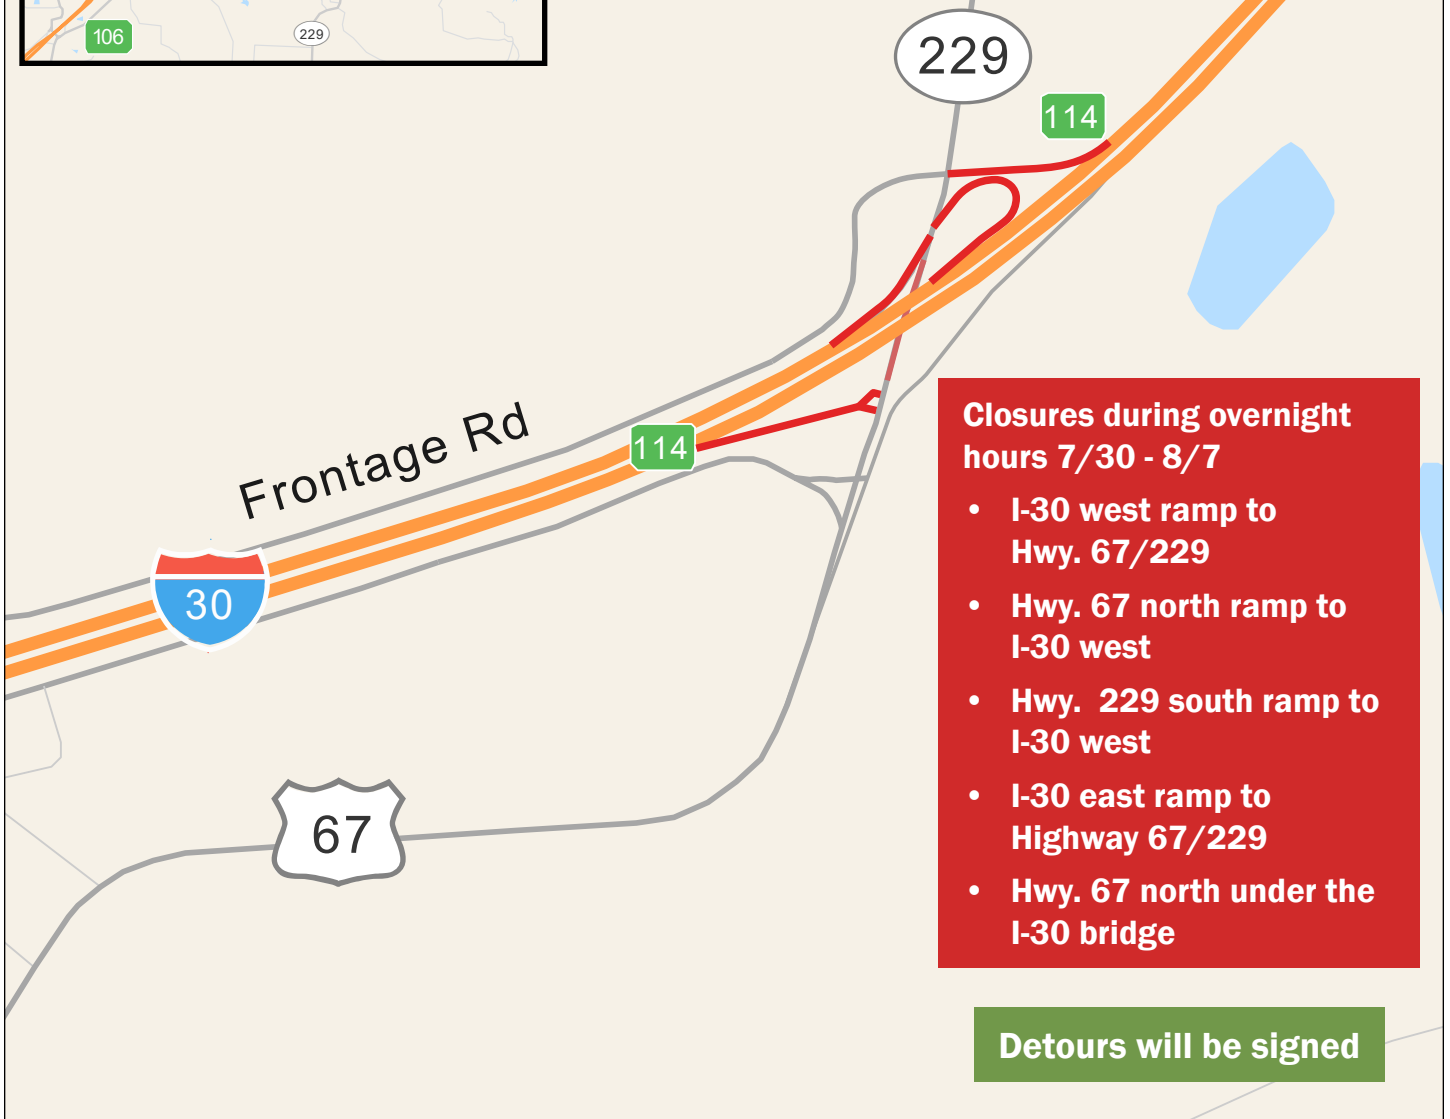 106
229
229
114
Frontage Rd
114
30
67
Closures during overnight
hours 7/30 - 8/7
• I-30 west ramp to
Hwy. 67/229
• Hwy. 67 north ramp to
I-30 west
• Hwy.  229 south ramp to
I-30 west
• I-30 east ramp to
Highway 67/229
• Hwy. 67 north under the
I-30 bridge
Detours will be signed